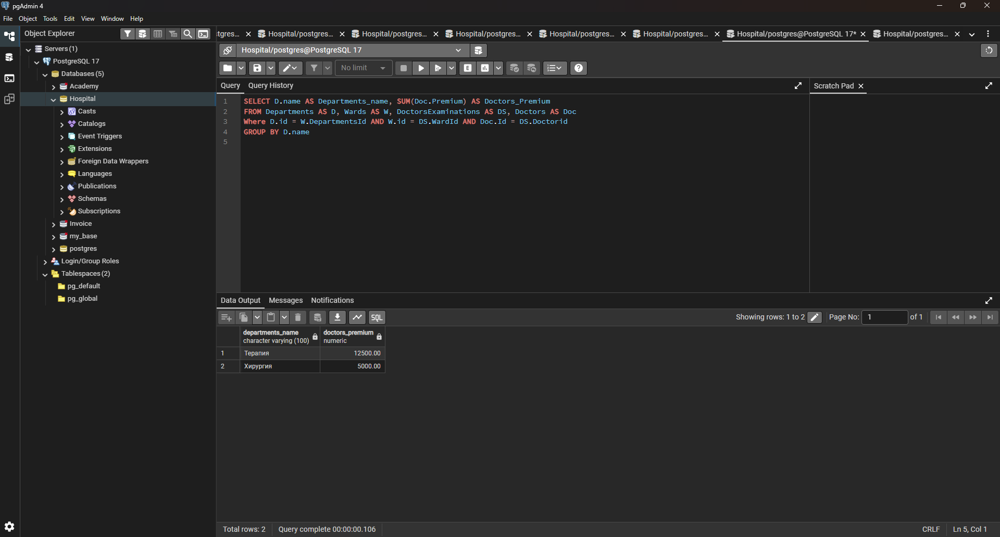 pgAdmin 4
File Object Tools Edit View Window Help
Object Explorer
tgres...
Hospital/postgres...
Hospital/postgres...
Hospital/postgres...
Hospital/postgres...
Hospital/postgres...
Hospital/postgres@PostgreSQL 17*
Hospital/postgres...
Servers (1)
PostgreSQL 17
Databases (5)
Academy
Hospital
Casts
Catalogs
Event Triggers
Extensions
Foreign Data Wrappers
Languages
Publications
Schemas
Subscriptions
Invoice
my_base
postgres
Login/Group Roles
Tablespaces (2)
pg_default
pg_global
Hospital/postgres@PostgreSQL 17
No limit
E
Query Query History
Scratch Pad
1 SELECT D.name AS Departments_name, SUM(Doc.Premium) AS Doctors_Premium
2 FROM Departments AS D, Wards AS W, DoctorsExaminations AS DS, Doctors AS Doc
3 Where D.id = W.DepartmentsId AND W.id = DS.WardId AND Doc.Id = DS.Doctorid
4 GROUP BY D.name
5
Data Output Messages Notifications
SQL
Showing rows: 1 to 2
Page No: 1 of 1
departments_name
character varying (100)
doctors_premium
numeric
1 Терапия 12500.00
2 Хирургия 5000.00
Total rows: 2
Query complete 00:00:00.106
CRLF
Ln 5, Col 1